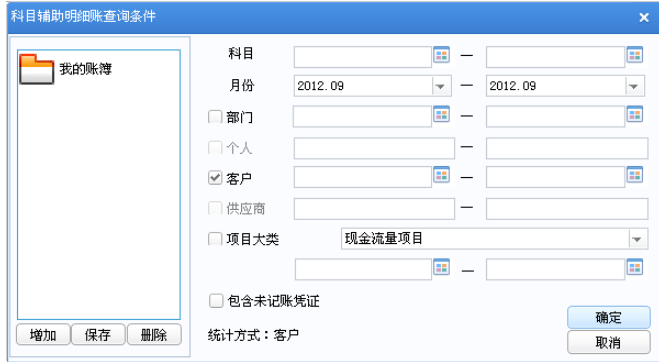 科目辅助明细账查询条件
我的账簿
科目 —
月份 2012.09 — 2012.09
部门 —
个人 —
客户 —
供应商 —
项目大类 现金流量项目
—
包含未记账凭证
统计方式：客户
增加 保存 删除
确定
取消